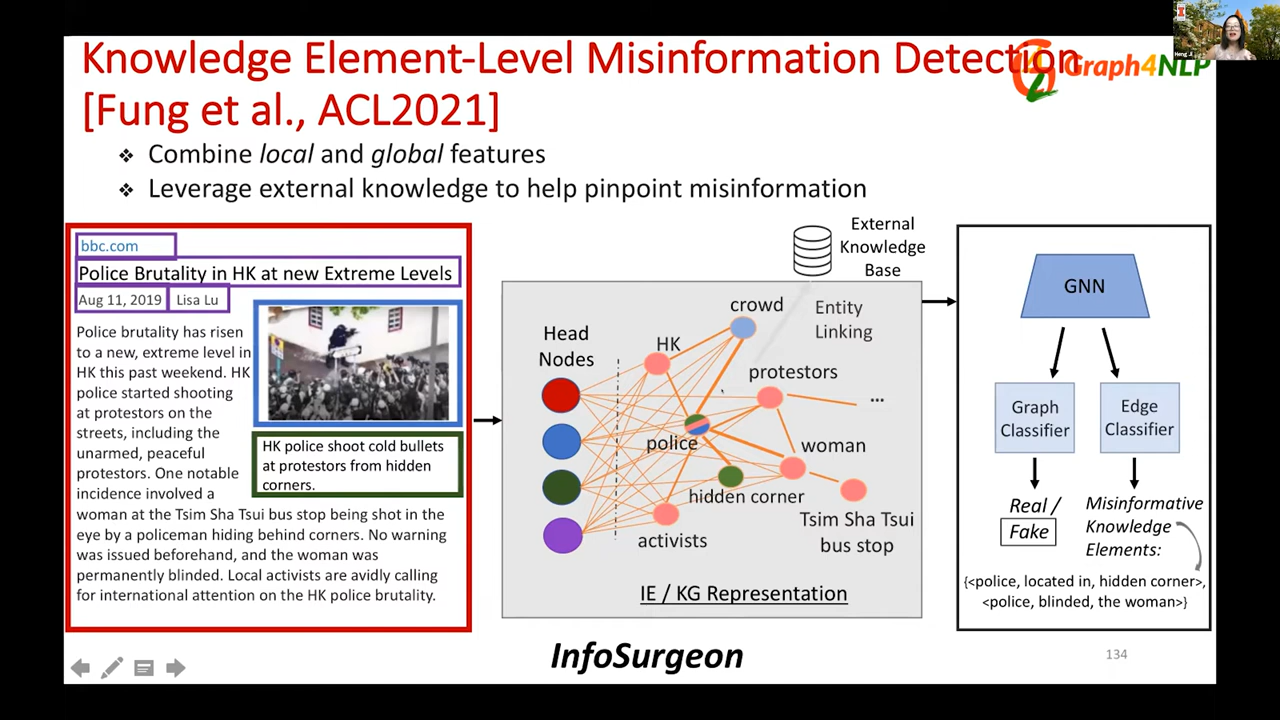 Knowledge Element-Level Misinformation Detection
[Fung et al., ACL2021]
Graph4NLP
Heng Ji
❖ Combine local and global features
❖ Leverage external knowledge to help pinpoint misinformation
bbc.com
Police Brutality in HK at new Extreme Levels
Aug 11, 2019
Lisa Lu
Police brutality has risen
to a new, extreme level in
HK this past weekend. HK
police started shooting
at protestors on the
streets, including the
unarmed, peaceful
protestors. One notable
incidence involved a
woman at the Tsim Sha Tsui bus stop being shot in the
eye by a policeman hiding behind corners. No warning
was issued beforehand, and the woman was
permanently blinded. Local activists are avidly calling
for international attention on the HK police brutality.
HK police shoot cold bullets
at protestors from hidden
corners.
External
Knowledge
Base
Entity
Linking
Head
Nodes
crowd
HK
protestors
...
police
woman
hidden corner
Tsim Sha Tsui
bus stop
activists
IE / KG Representation
GNN
Graph
Classifier
Edge
Classifier
Real /
Fake
Misinformative
Knowledge
Elements:
{<police, located in, hidden corner>,
<police, blinded, the woman>}
InfoSurgeon
134